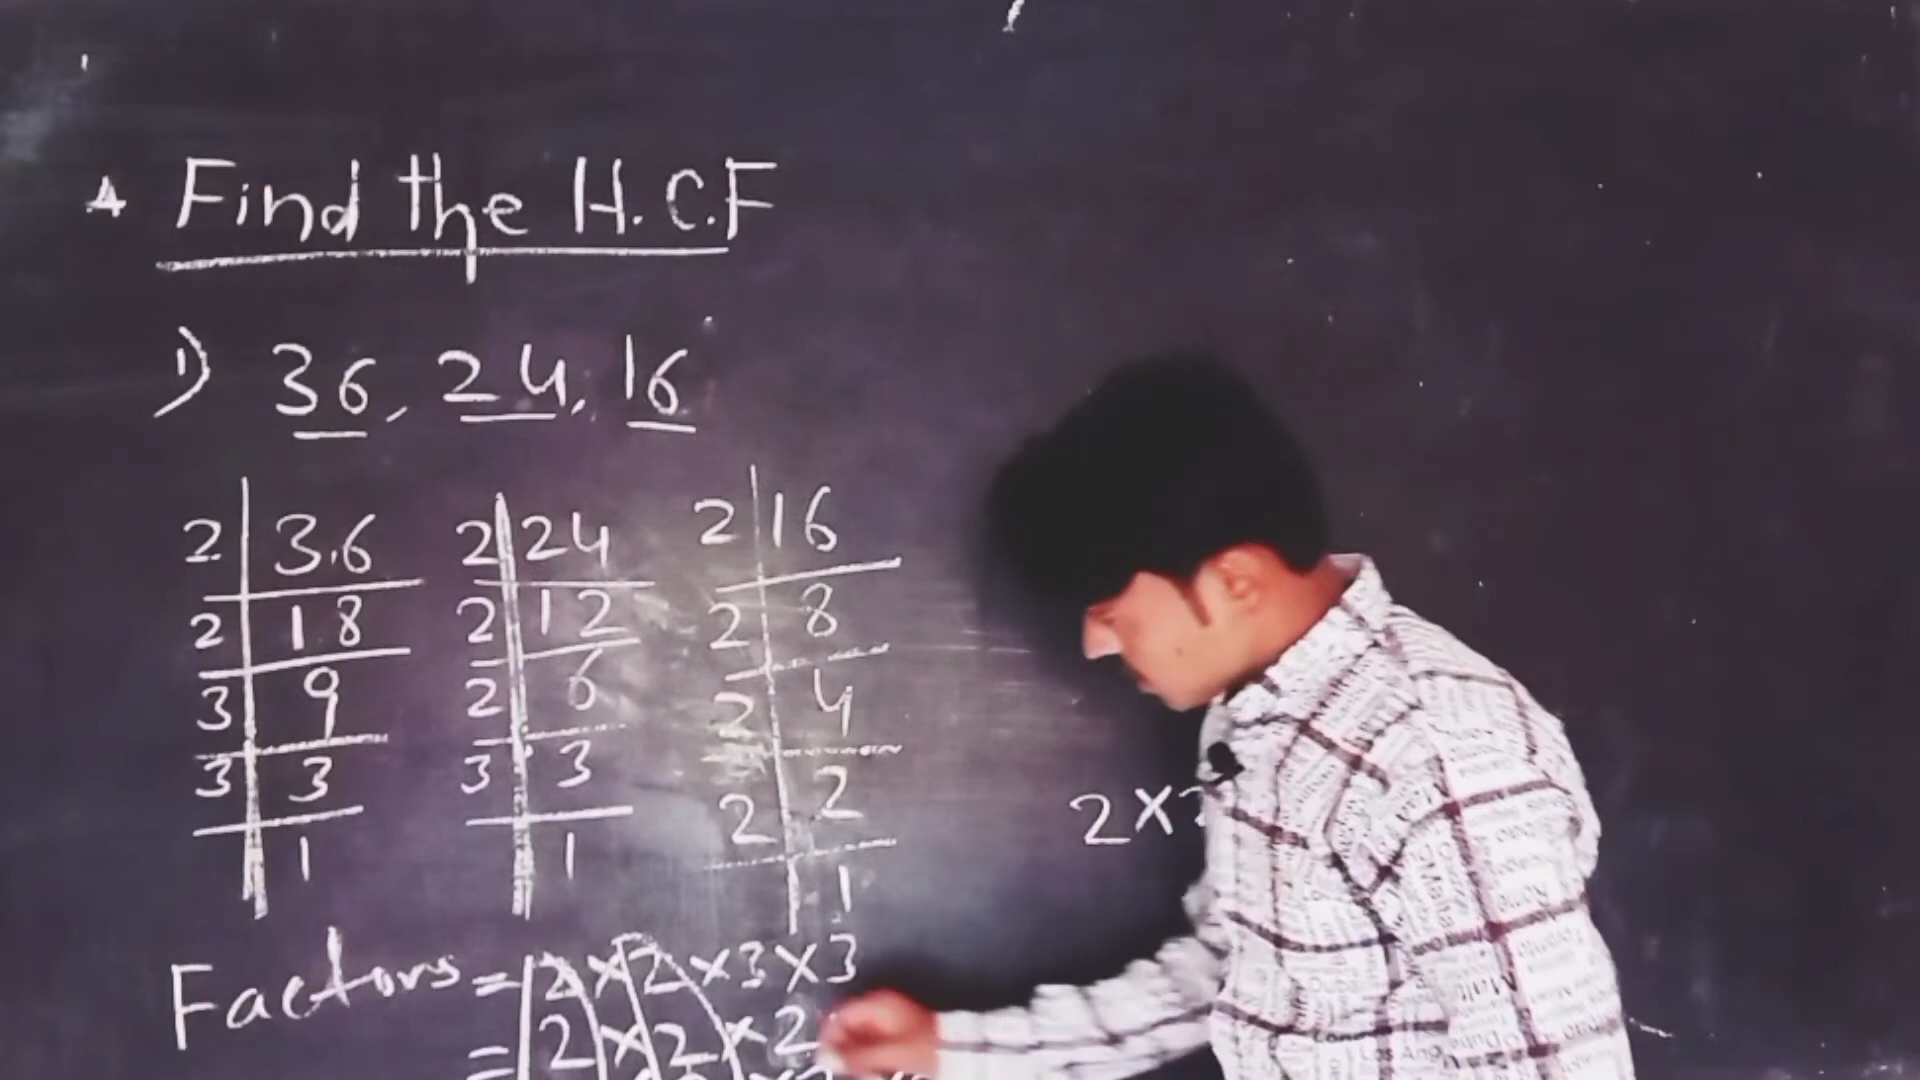 Find the H.C.F
1) 36, 24, 16
2 | 36 2 | 24 2 | 16
2 | 18 2 | 12 2 | 8
3 | 9 2 | 6 2 | 4
3 | 3 3 | 3 2 | 2
1 1 1
2×
Factors = 2×2×3×3
= 2×2×2